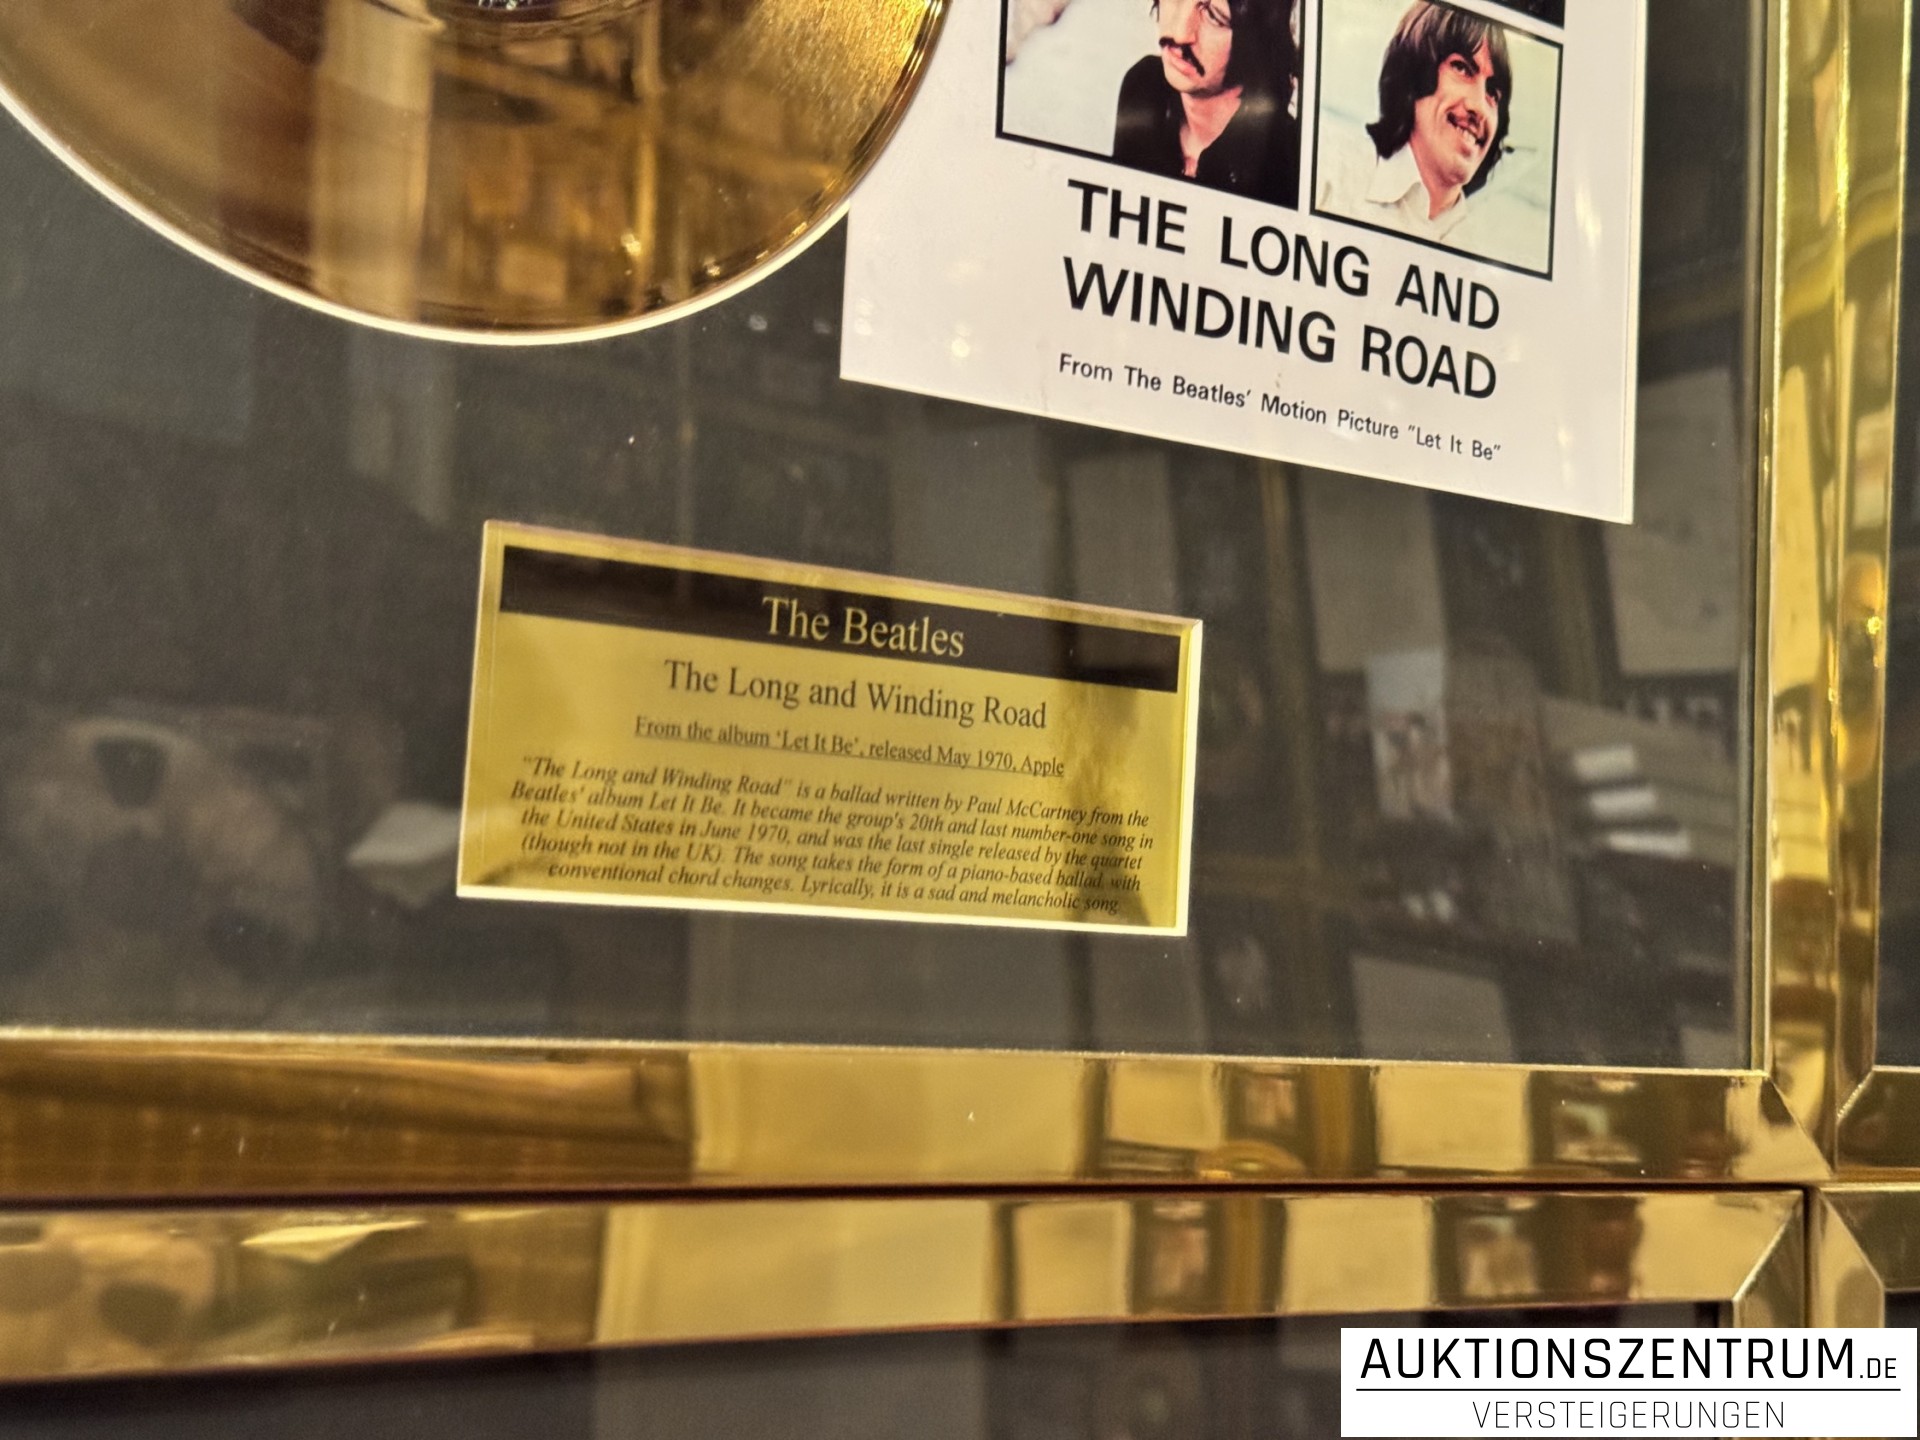 THE LONG AND
WINDING ROAD
From The Beatles' Motion Picture "Let It Be"
The Beatles
The Long and Winding Road
From the album 'Let It Be', released May 1970, Apple
"The Long and Winding Road" is a ballad written by Paul McCartney from the
Beatles' album Let It Be. It became the group's 20th and last number-one song in
the United States in June 1970, and was the last single released by the quartet
(though not in the UK). The song takes the form of a piano-based ballad, with
conventional chord changes. Lyrically, it is a sad and melancholic song.
AUKTIONSZENTRUM.DE
VERSTEIGERUNGEN